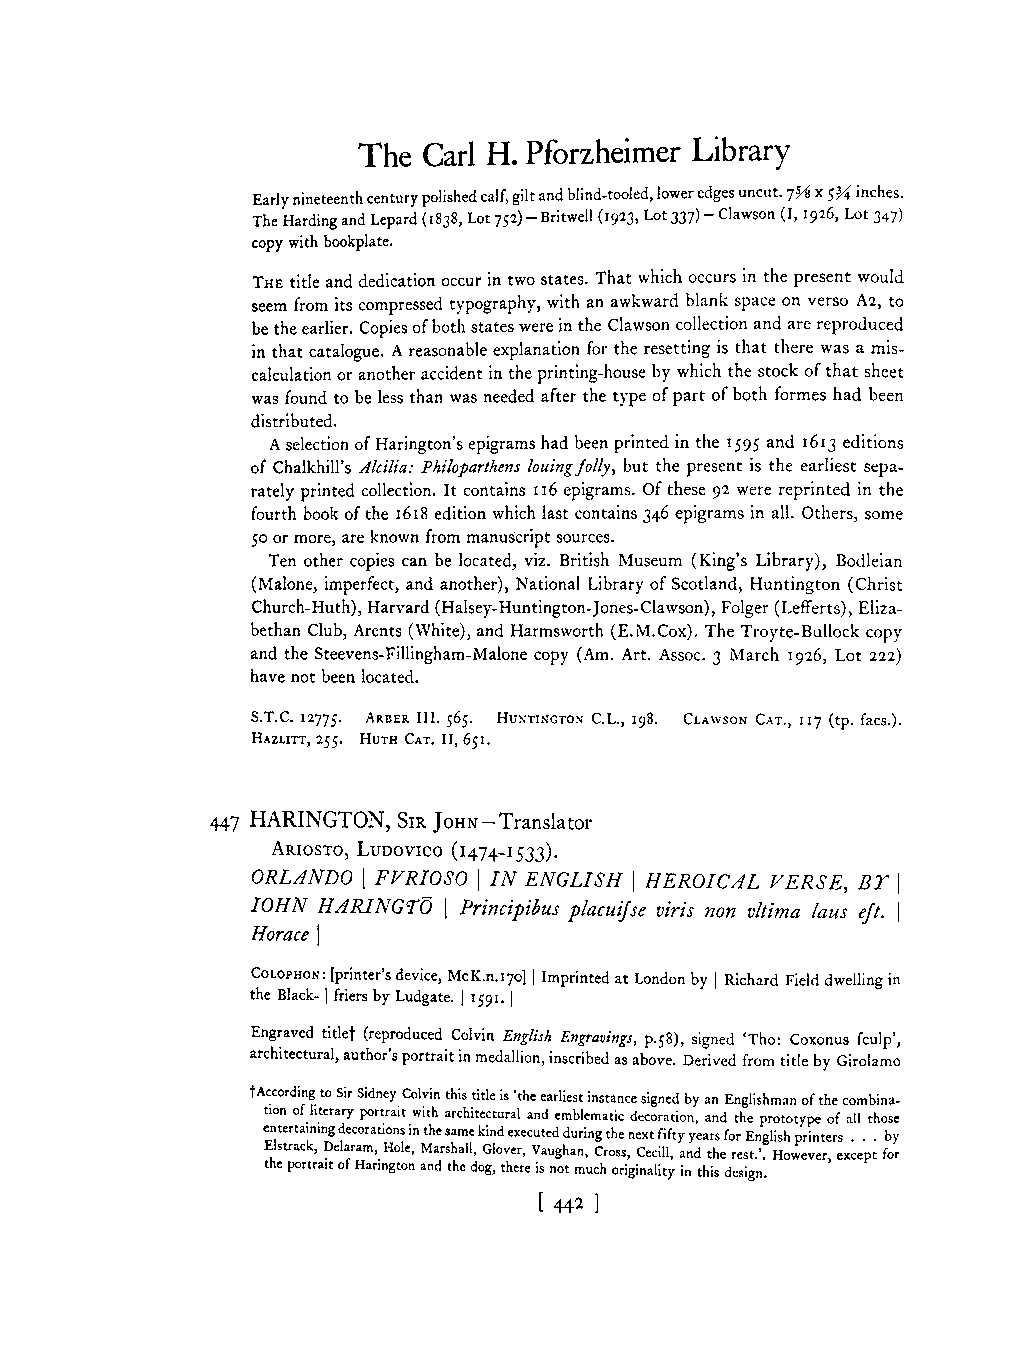 The Carl H. Pforzheimer Library
Early nineteenth century polished calf, gilt and blind-tooled, lower edges uncut. 7⅝ x 5¾ inches.
The Harding and Lepard (1838, Lot 752) — Britwell (1923, Lot 337) — Clawson (I, 1926, Lot 347)
copy with bookplate.
THE title and dedication occur in two states. That which occurs in the present would
seem from its compressed typography, with an awkward blank space on verso A2, to
be the earlier. Copies of both states were in the Clawson collection and are reproduced
in that catalogue. A reasonable explanation for the resetting is that there was a mis-
calculation or another accident in the printing-house by which the stock of that sheet
was found to be less than was needed after the type of part of both formes had been
distributed.
A selection of Harington's epigrams had been printed in the 1595 and 1613 editions
of Chalkhill's Alcilia: Philoparthens louing folly, but the present is the earliest sepa-
rately printed collection. It contains 116 epigrams. Of these 92 were reprinted in the
fourth book of the 1618 edition which last contains 346 epigrams in all. Others, some
50 or more, are known from manuscript sources.
Ten other copies can be located, viz. British Museum (King's Library), Bodleian
(Malone, imperfect, and another), National Library of Scotland, Huntington (Christ
Church-Huth), Harvard (Halsey-Huntington-Jones-Clawson), Folger (Lefferts), Eliza-
bethan Club, Arents (White), and Harmsworth (E.M.Cox). The Troyte-Bullock copy
and the Steevens-Fillingham-Malone copy (Am. Art. Assoc. 3 March 1926, Lot 222)
have not been located.
S.T.C. 12775. ARBER III. 565. HUNTINGTON C.L., 198. CLAWSON CAT., 117 (tp. facs.).
HAZLITT, 255. HUTH CAT. II, 651.
447 HARINGTON, SIR JOHN — Translator
ARIOSTO, LUDOVICO (1474-1533).
ORLANDO | FVRIOSO | IN ENGLISH | HEROICAL VERSE, BY |
IOHN HARINGTŌ | Principibus placuiſse viris non vltima laus eſt. |
Horace |
COLOPHON: [printer's device, McK.n.170] | Imprinted at London by | Richard Field dwelling in
the Black- | friers by Ludgate. | 1591. |
Engraved title† (reproduced Colvin English Engravings, p.58), signed 'Tho: Coxonus ſculp',
architectural, author's portrait in medallion, inscribed as above. Derived from title by Girolamo
†According to Sir Sidney Colvin this title is 'the earliest instance signed by an Englishman of the combina-
tion of literary portrait with architectural and emblematic decoration, and the prototype of all those
entertaining decorations in the same kind executed during the next fifty years for English printers . . . by
Elstrack, Delaram, Hole, Marshall, Glover, Vaughan, Cross, Cecill, and the rest.'. However, except for
the portrait of Harington and the dog, there is not much originality in this design.
[ 442 ]